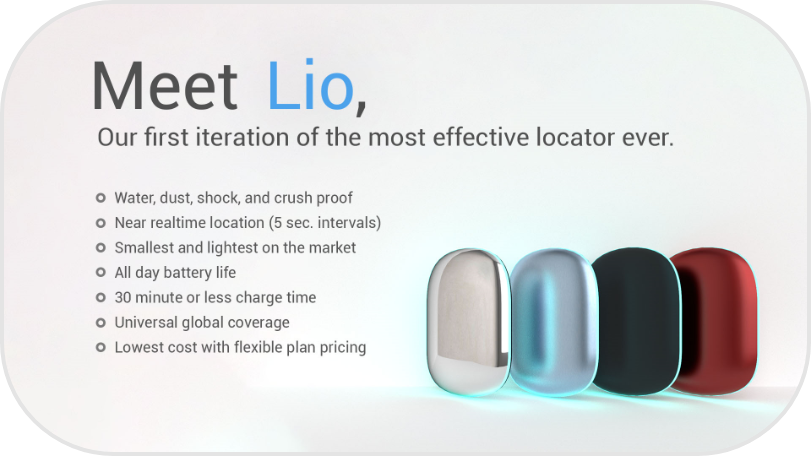 Meet Lio,
Our first iteration of the most effective locator ever.
Water, dust, shock, and crush proof
Near realtime location (5 sec. intervals)
Smallest and lightest on the market
All day battery life
30 minute or less charge time
Universal global coverage
Lowest cost with flexible plan pricing